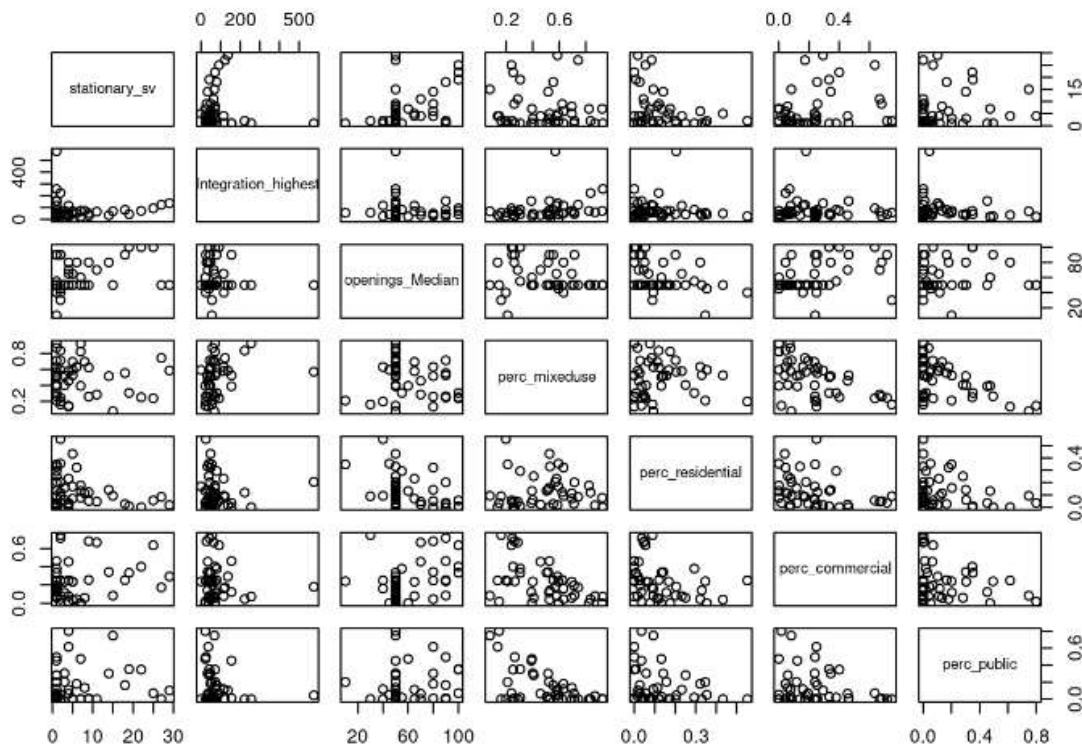 0 200 500
0.2 0.6
0.0 0.4
stationary_sv
0 15
integration_highest
0 400
openings_Median
20 80
perc_mixeduse
0.2 0.8
perc_residential
0.0 0.4
perc_commercial
0.0 0.6
perc_public
0.0 0.6
0 10 20 30
20 60 100
0.0 0.3
0.0 0.4 0.8